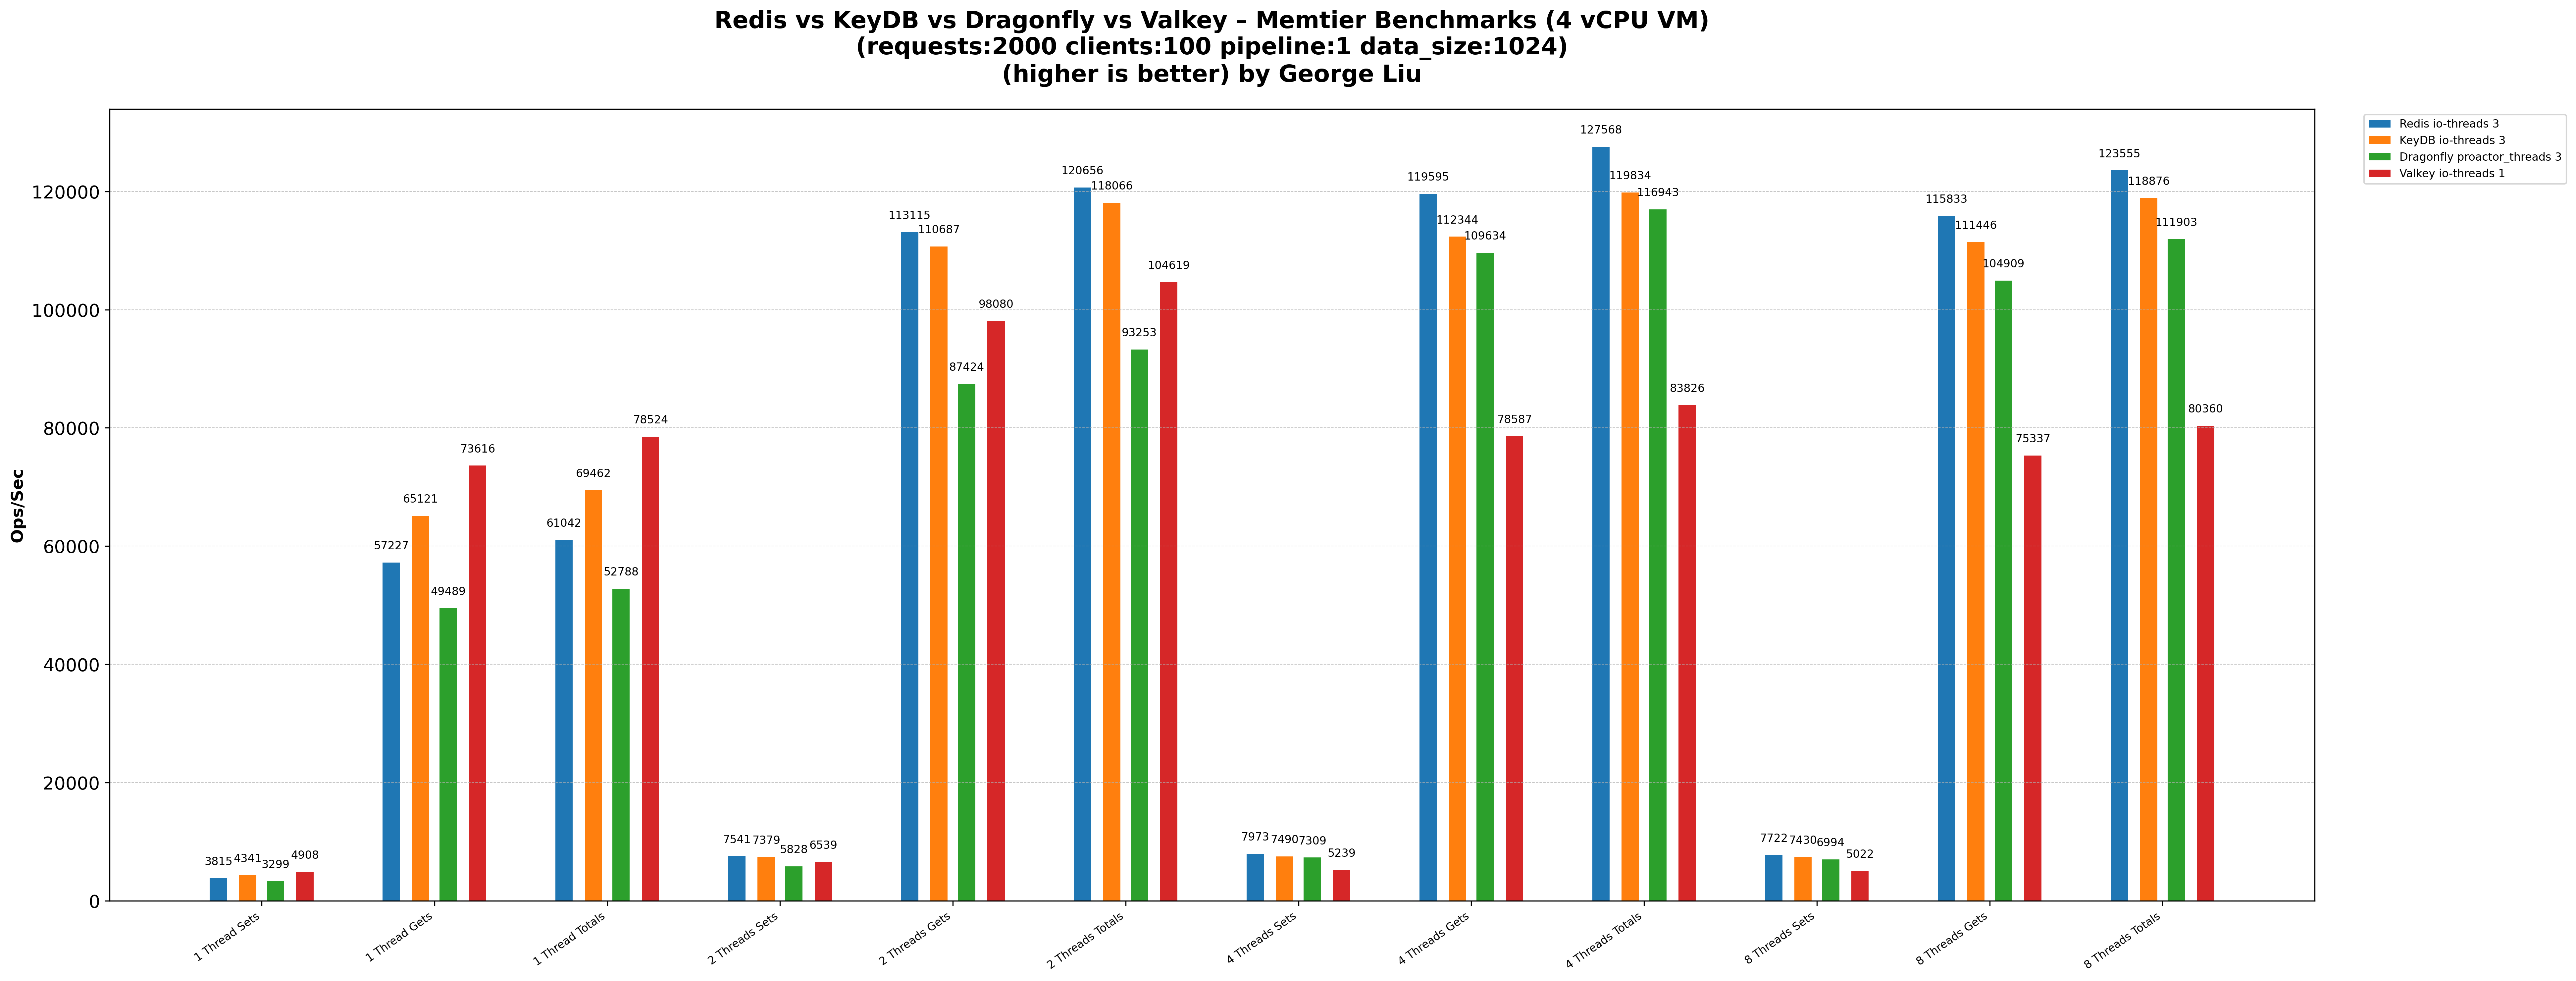 Redis vs KeyDB vs Dragonfly vs Valkey – Memtier Benchmarks (4 vCPU VM)
(requests:2000 clients:100 pipeline:1 data_size:1024)
(higher is better) by George Liu
Redis io-threads 3
KeyDB io-threads 3
Dragonfly proactor_threads 3
Valkey io-threads 1
Ops/Sec
120000
100000
80000
60000
40000
20000
0
3815 4341 3299 4908
57227 65121 49489 73616
61042 69462 52788 78524
7541 7379 5828 6539
113115 110687 87424 98080
120656 118066 93253 104619
7973 7490 7309 5239
119595 112344 109634 78587
127568 119834 116943 83826
7722 7430 6994 5022
115833 111446 104909 75337
123555 118876 111903 80360
1 Thread Sets
1 Thread Gets
1 Thread Totals
2 Threads Sets
2 Threads Gets
2 Threads Totals
4 Threads Sets
4 Threads Gets
4 Threads Totals
8 Threads Sets
8 Threads Gets
8 Threads Totals